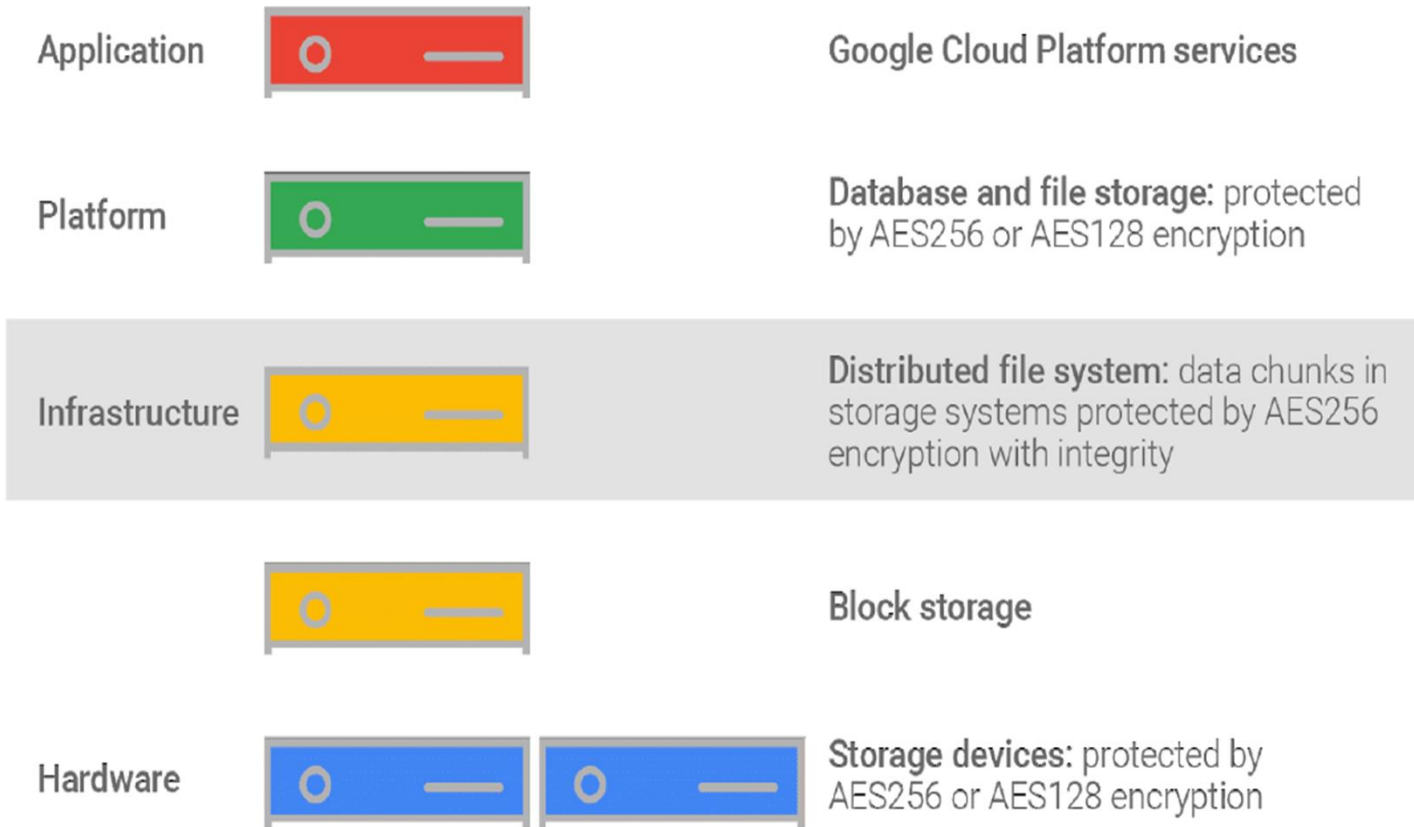 Application
Google Cloud Platform services
Platform
Database and file storage: protected
by AES256 or AES128 encryption
Infrastructure
Distributed file system: data chunks in
storage systems protected by AES256
encryption with integrity
Block storage
Hardware
Storage devices: protected by
AES256 or AES128 encryption